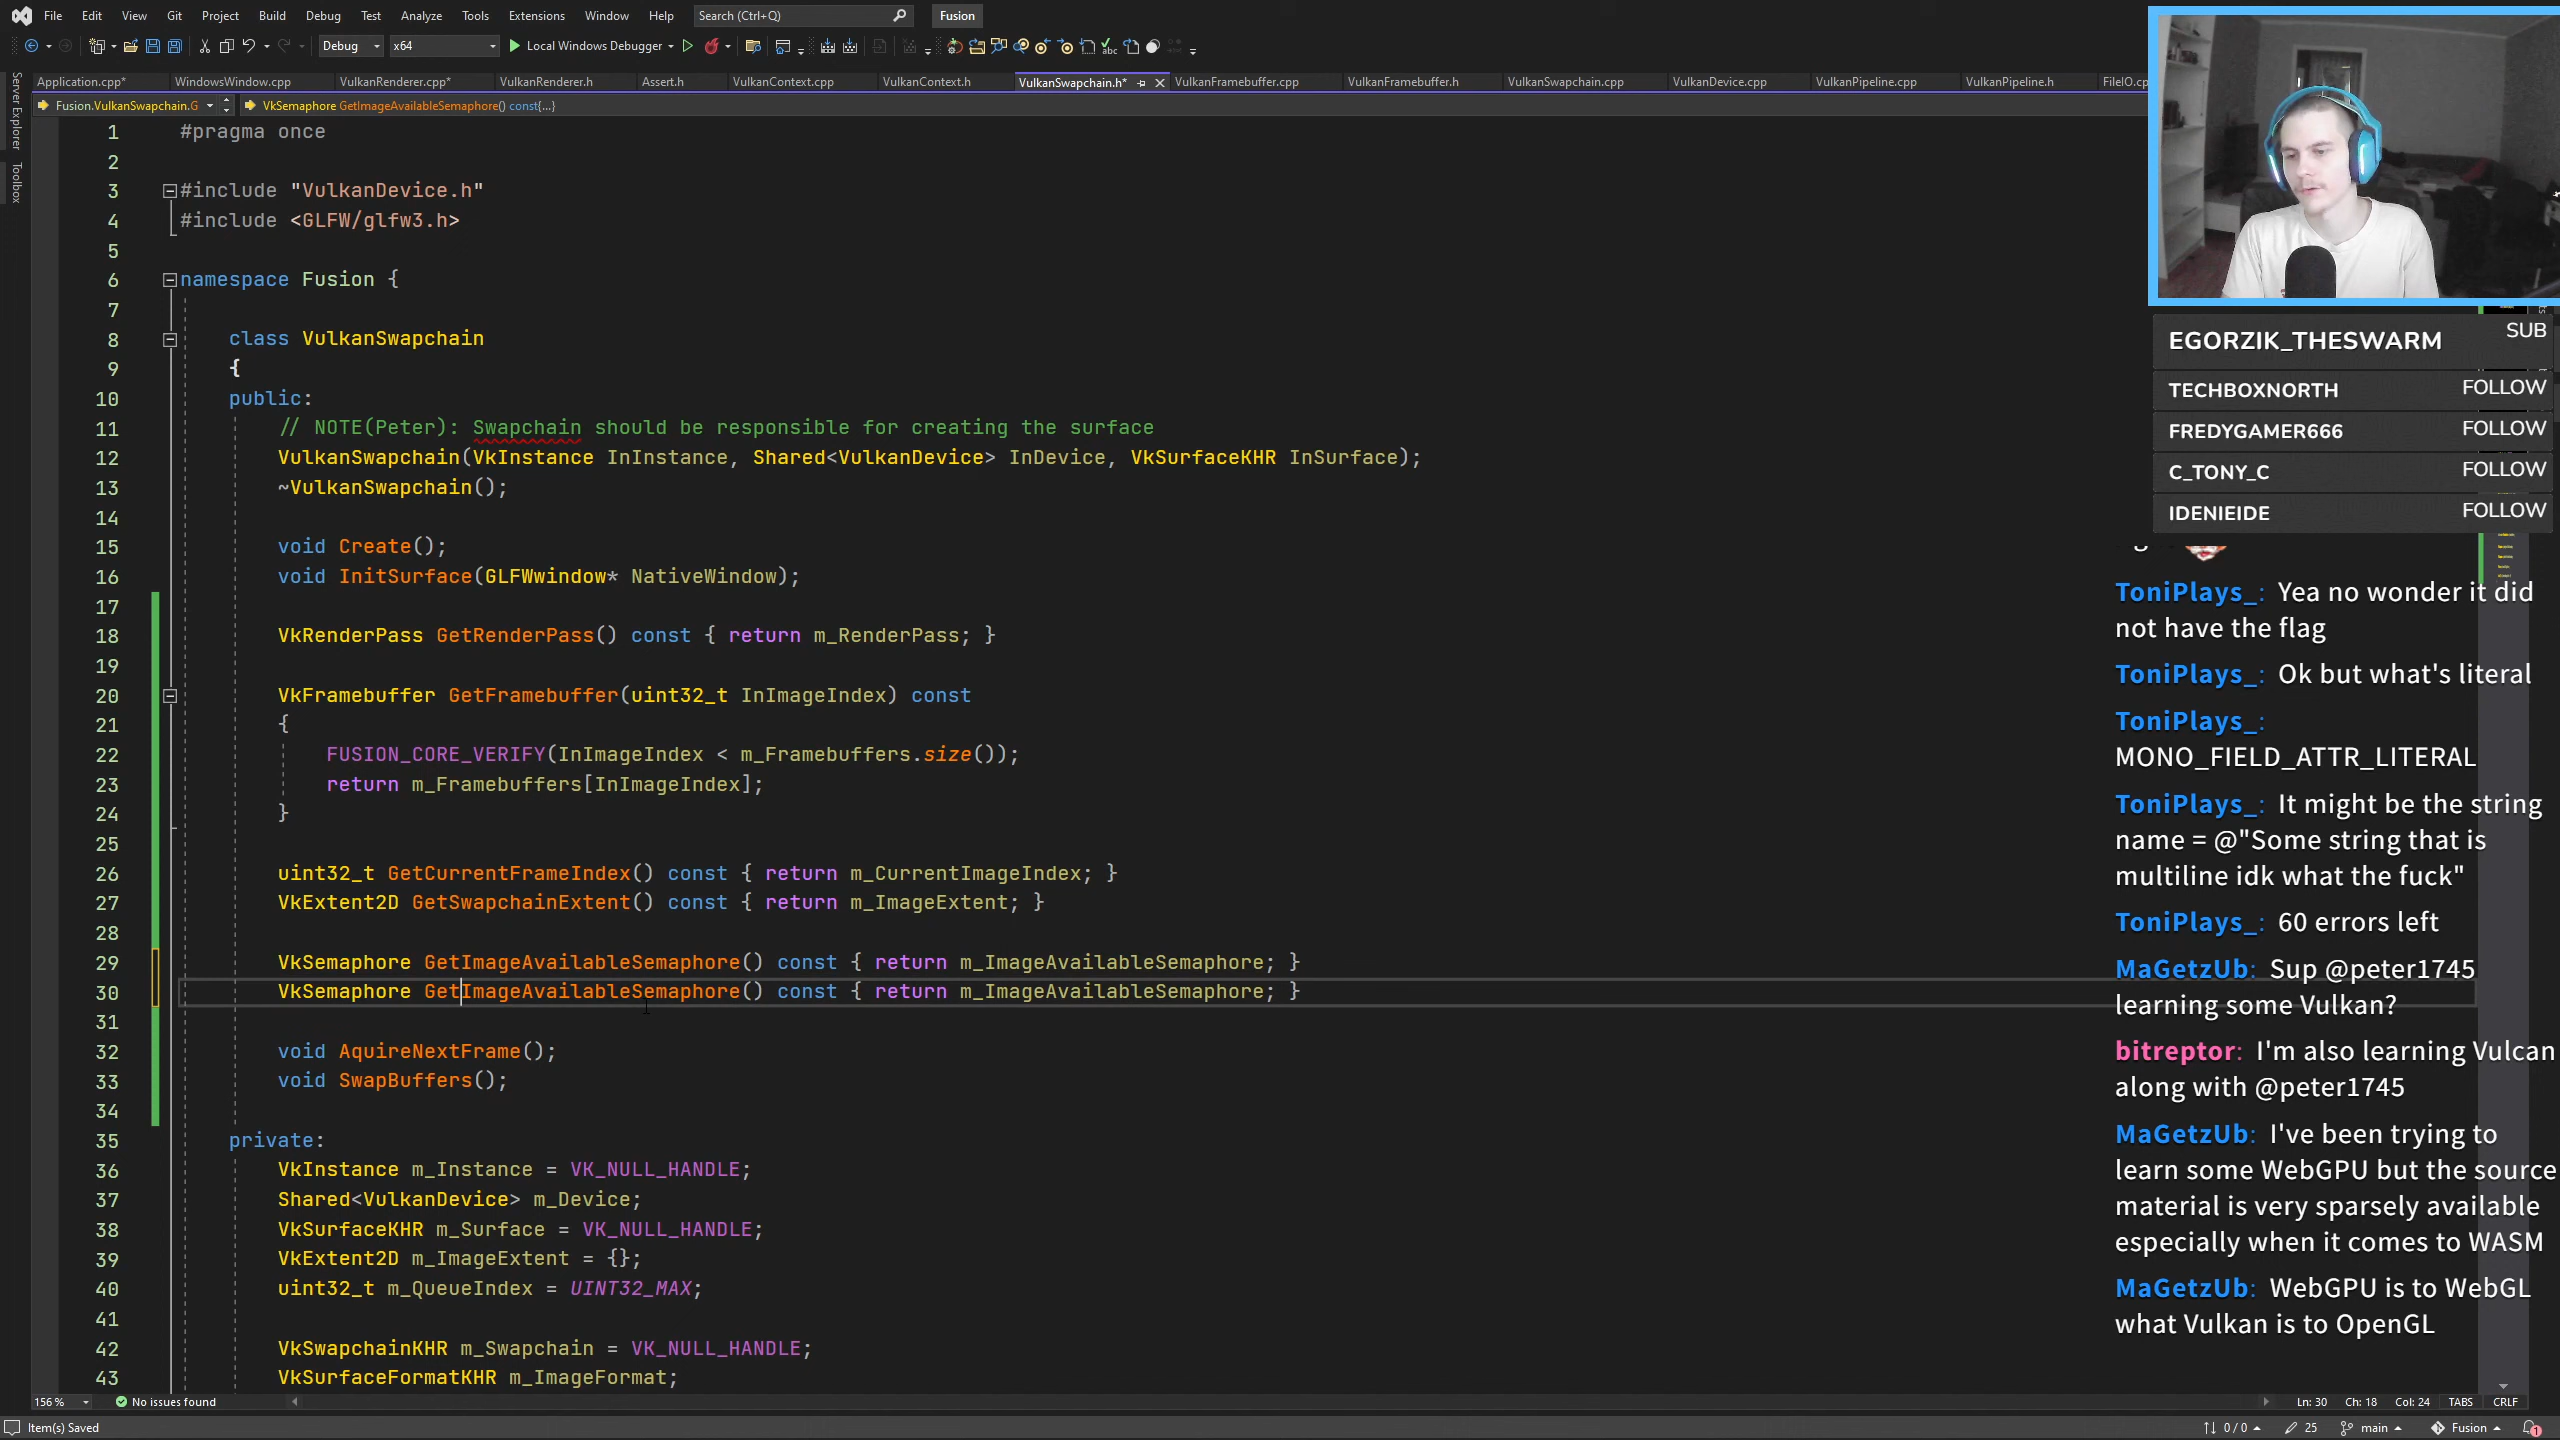 File Edit View Git Project Build Debug Test Analyze Tools Extensions Window Help Search (Ctrl+Q) Fusion
Debug x64 Local Windows Debugger
Application.cpp* WindowsWindow.cpp VulkanRenderer.cpp* VulkanRenderer.h Assert.h VulkanContext.cpp VulkanContext.h VulkanSwapchain.h* VulkanFramebuffer.cpp VulkanFramebuffer.h VulkanSwapchain.cpp VulkanDevice.cpp VulkanPipeline.cpp VulkanPipeline.h FileIO.cp
Fusion.VulkanSwapchain.G VkSemaphore GetImageAvailableSemaphore() const{...}
Server Explorer
Toolbox
1 #pragma once
2
3 #include "VulkanDevice.h"
4 #include <GLFW/glfw3.h>
5
6 namespace Fusion {
7
8 class VulkanSwapchain
9 {
10 public:
11 // NOTE(Peter): Swapchain should be responsible for creating the surface
12 VulkanSwapchain(VkInstance InInstance, Shared<VulkanDevice> InDevice, VkSurfaceKHR InSurface);
13 ~VulkanSwapchain();
14
15 void Create();
16 void InitSurface(GLFWwindow* NativeWindow);
17
18 VkRenderPass GetRenderPass() const { return m_RenderPass; }
19
20 VkFramebuffer GetFramebuffer(uint32_t InImageIndex) const
21 {
22 FUSION_CORE_VERIFY(InImageIndex < m_Framebuffers.size());
23 return m_Framebuffers[InImageIndex];
24 }
25
26 uint32_t GetCurrentFrameIndex() const { return m_CurrentImageIndex; }
27 VkExtent2D GetSwapchainExtent() const { return m_ImageExtent; }
28
29 VkSemaphore GetImageAvailableSemaphore() const { return m_ImageAvailableSemaphore; }
30 VkSemaphore GetImageAvailableSemaphore() const { return m_ImageAvailableSemaphore; }
31
32 void AquireNextFrame();
33 void SwapBuffers();
34
35 private:
36 VkInstance m_Instance = VK_NULL_HANDLE;
37 Shared<VulkanDevice> m_Device;
38 VkSurfaceKHR m_Surface = VK_NULL_HANDLE;
39 VkExtent2D m_ImageExtent = {};
40 uint32_t m_QueueIndex = UINT32_MAX;
41
42 VkSwapchainKHR m_Swapchain = VK_NULL_HANDLE;
43 VkSurfaceFormatKHR m_ImageFormat;
156 % No issues found Ln: 30 Ch: 18 Col: 24 TABS CRLF
Item(s) Saved 0 / 0 25 main Fusion 1
EGORZIK_THESWARM SUB
TECHBOXNORTH FOLLOW
FREDYGAMER666 FOLLOW
C_TONY_C FOLLOW
IDENIEIDE FOLLOW
ToniPlays_: Yea no wonder it did
not have the flag
ToniPlays_: Ok but what's literal
ToniPlays_:
MONO_FIELD_ATTR_LITERAL
ToniPlays_: It might be the string
name = @"Some string that is
multiline idk what the fuck"
ToniPlays_: 60 errors left
MaGetzUb: Sup @peter1745
learning some Vulkan?
bitreptor: I'm also learning Vulcan
along with @peter1745
MaGetzUb: I've been trying to
learn some WebGPU but the source
material is very sparsely available
especially when it comes to WASM
MaGetzUb: WebGPU is to WebGL
what Vulkan is to OpenGL